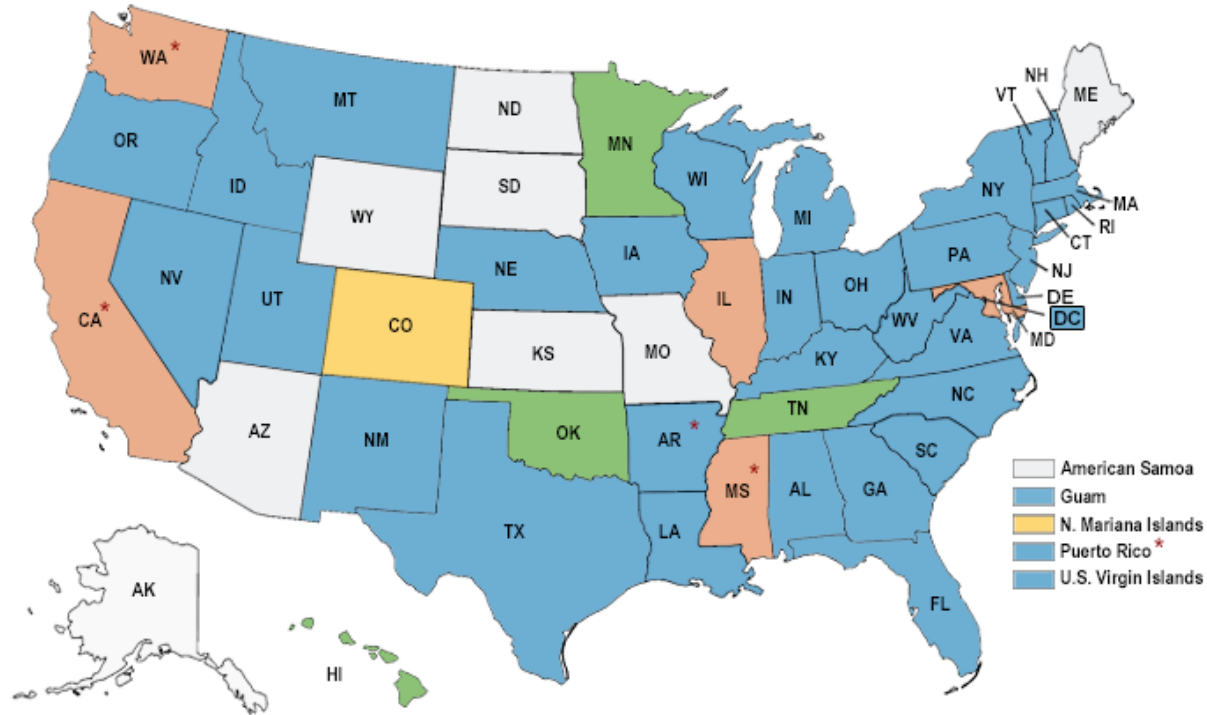 WA *
MT
ND
MN
OR
ID
SD
WI
MI
NY
VT
NH
ME
MA
RI
CT
WY
NV
UT
CA *
CO
NE
IA
IL
IN
OH
PA
NJ
DE
DC
MD
WV
VA
KY
KS
MO
AZ
NM
OK
AR *
TN
NC
SC
MS *
AL
GA
TX
LA
FL
AK
HI
American Samoa
Guam
N. Mariana Islands
Puerto Rico *
U.S. Virgin Islands